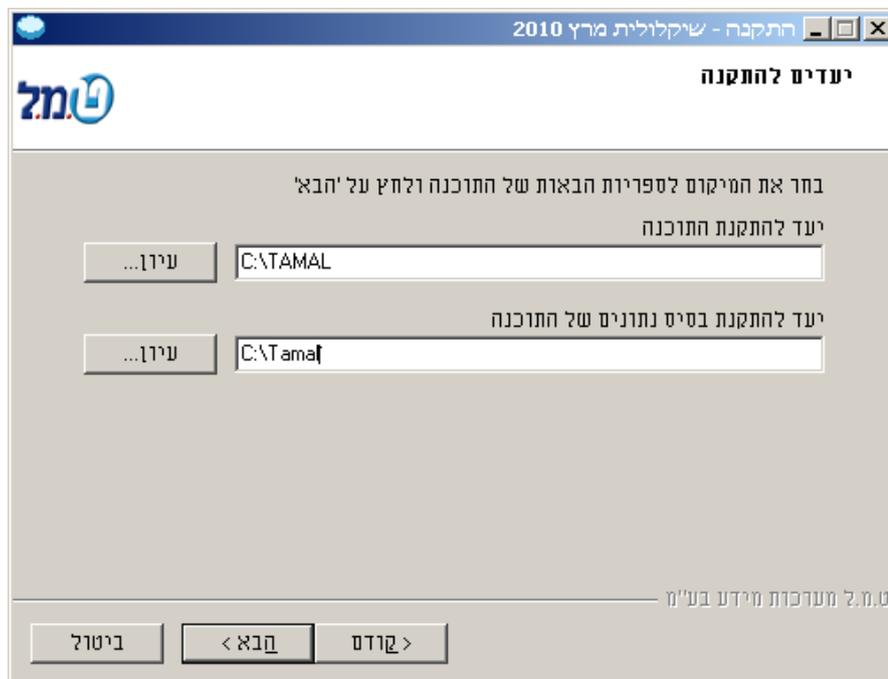 התקנה - שיקלולית מרץ 2010
יעדים להתקנה
ט.מ.ל
בחר את המיקום לספריות הבאות של התוכנה ולחץ על 'הבא'
יעד להתקנת התוכנה
C:\TAMAL
עיון...
יעד להתקנת בסיס נתונים של התוכנה
C:\Tamal
עיון...
ט.מ.ל מערכות מידע בע"מ
< קודם
הבא >
ביטול